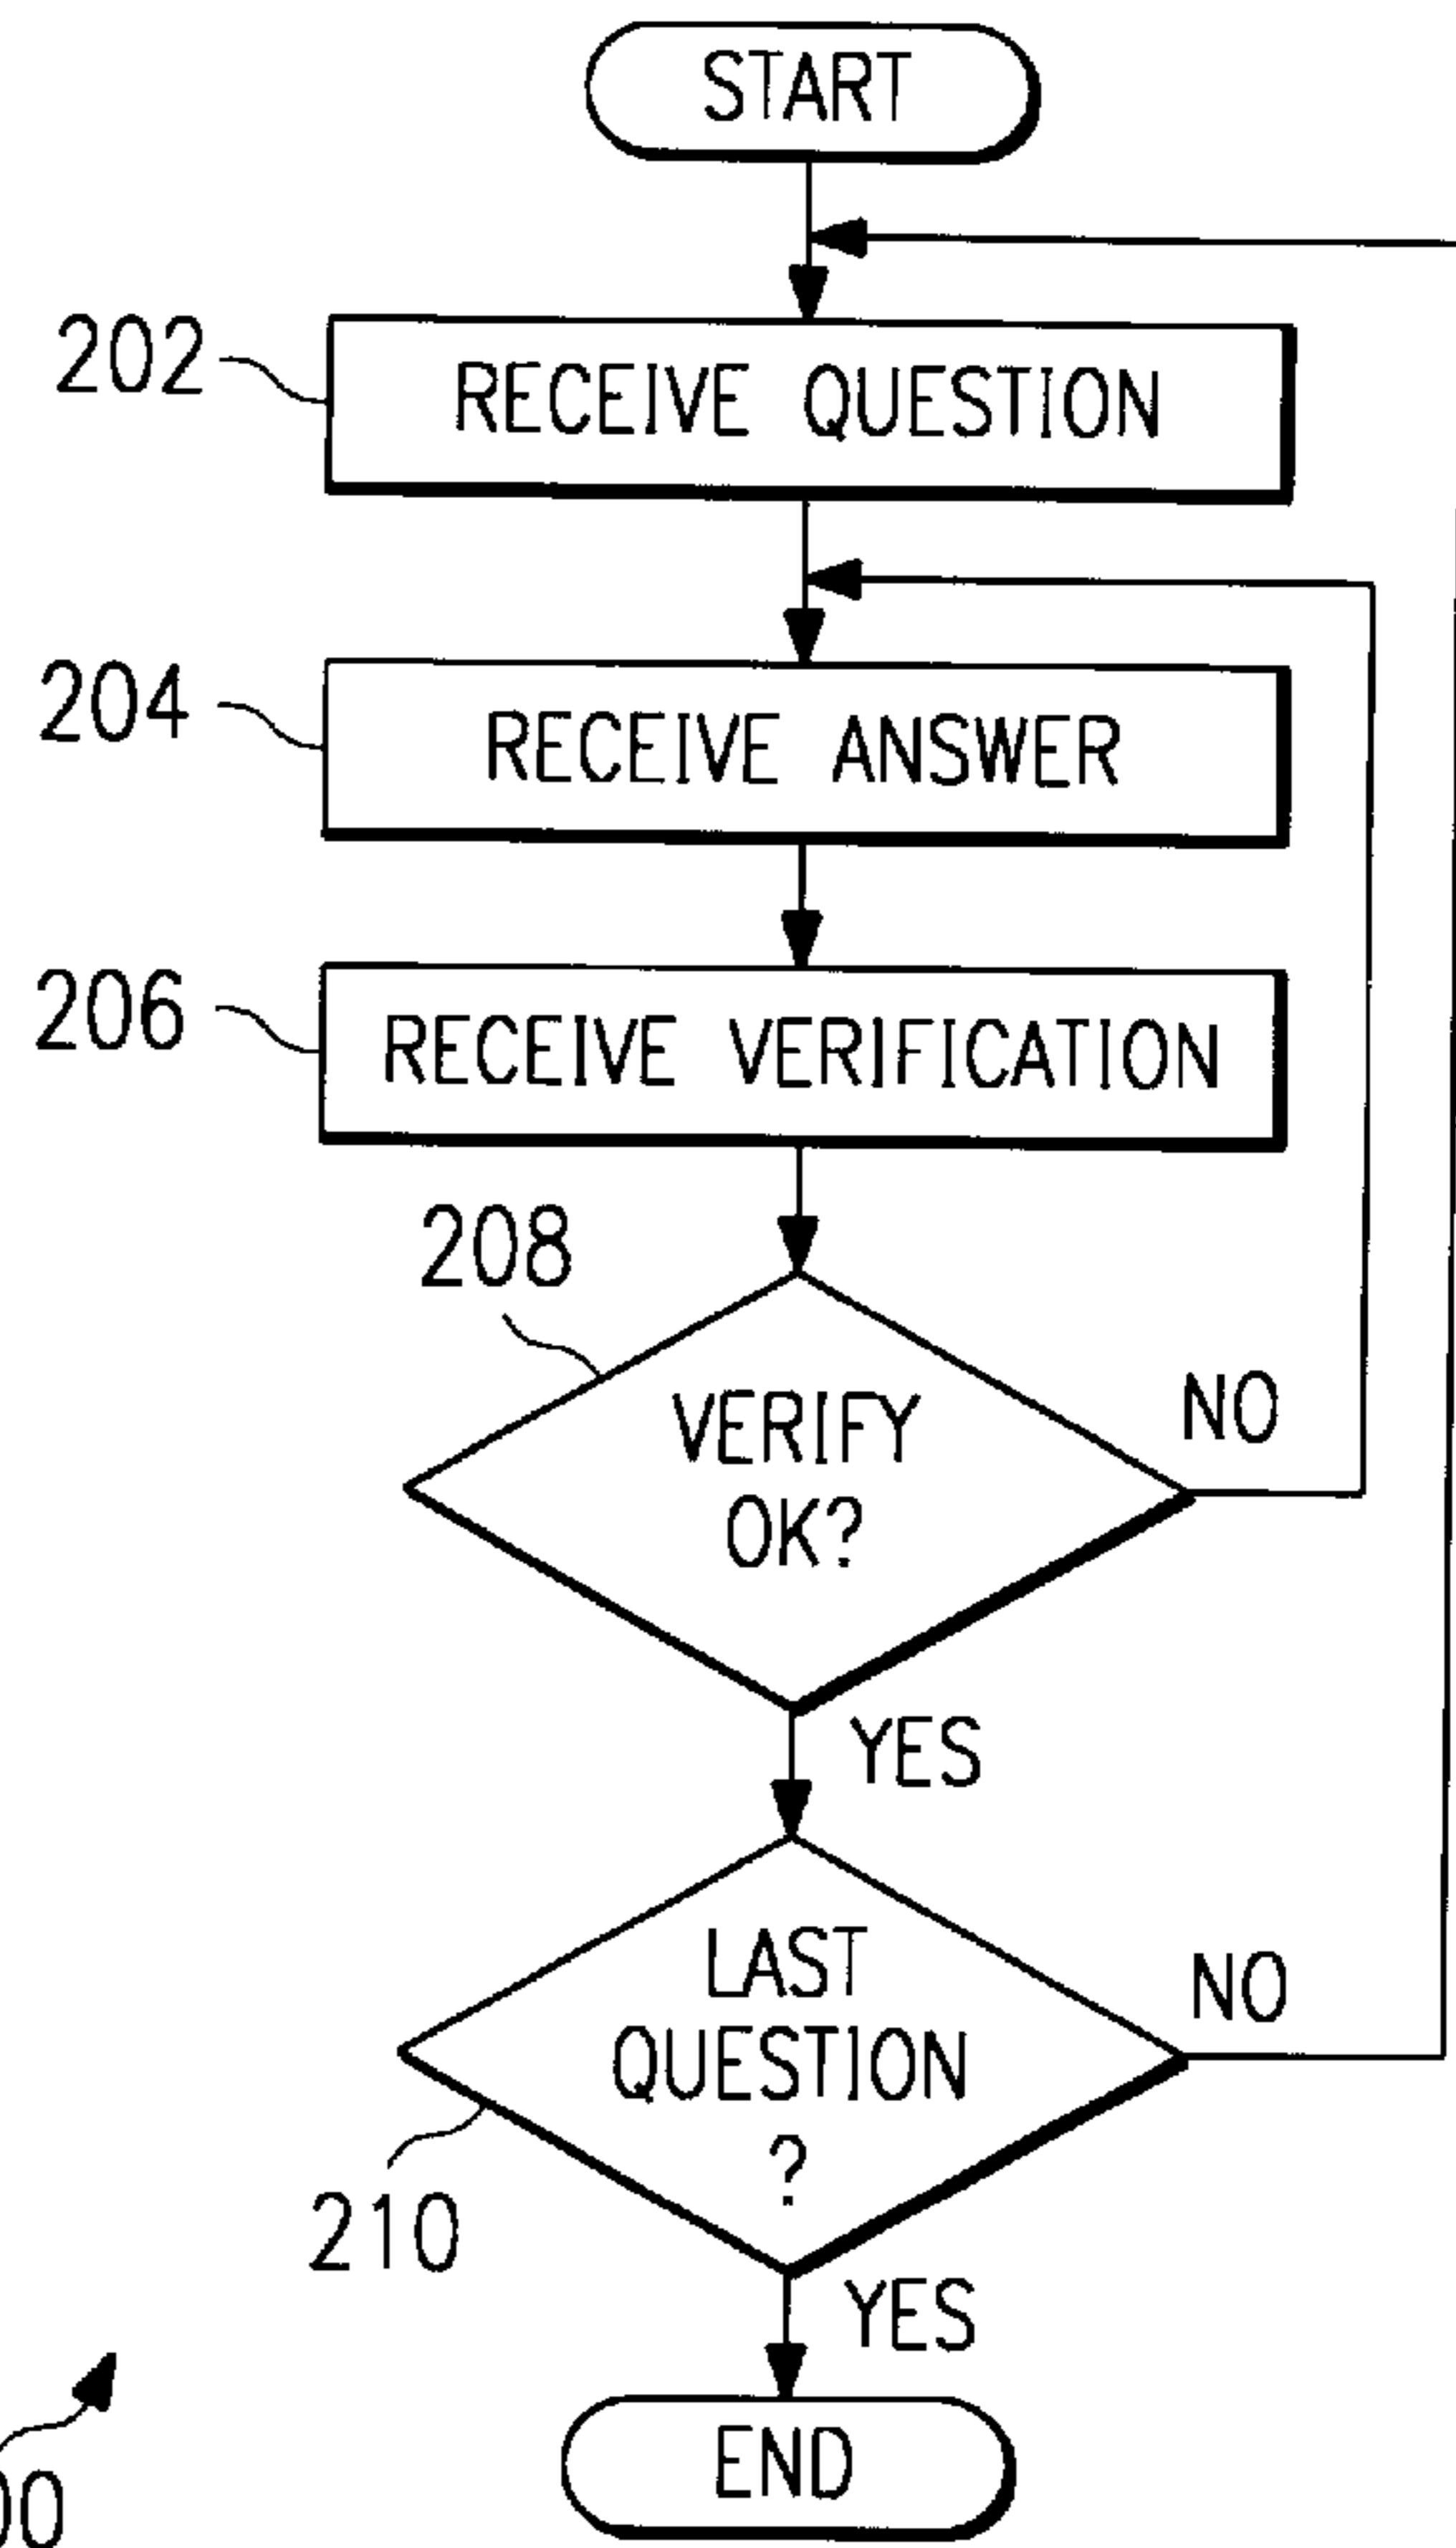 START
202
RECEIVE QUESTION
204
RECEIVE ANSWER
206
RECEIVE VERIFICATION
208
VERIFY
OK?
NO
YES
LAST
QUESTION
?
NO
210
YES
END